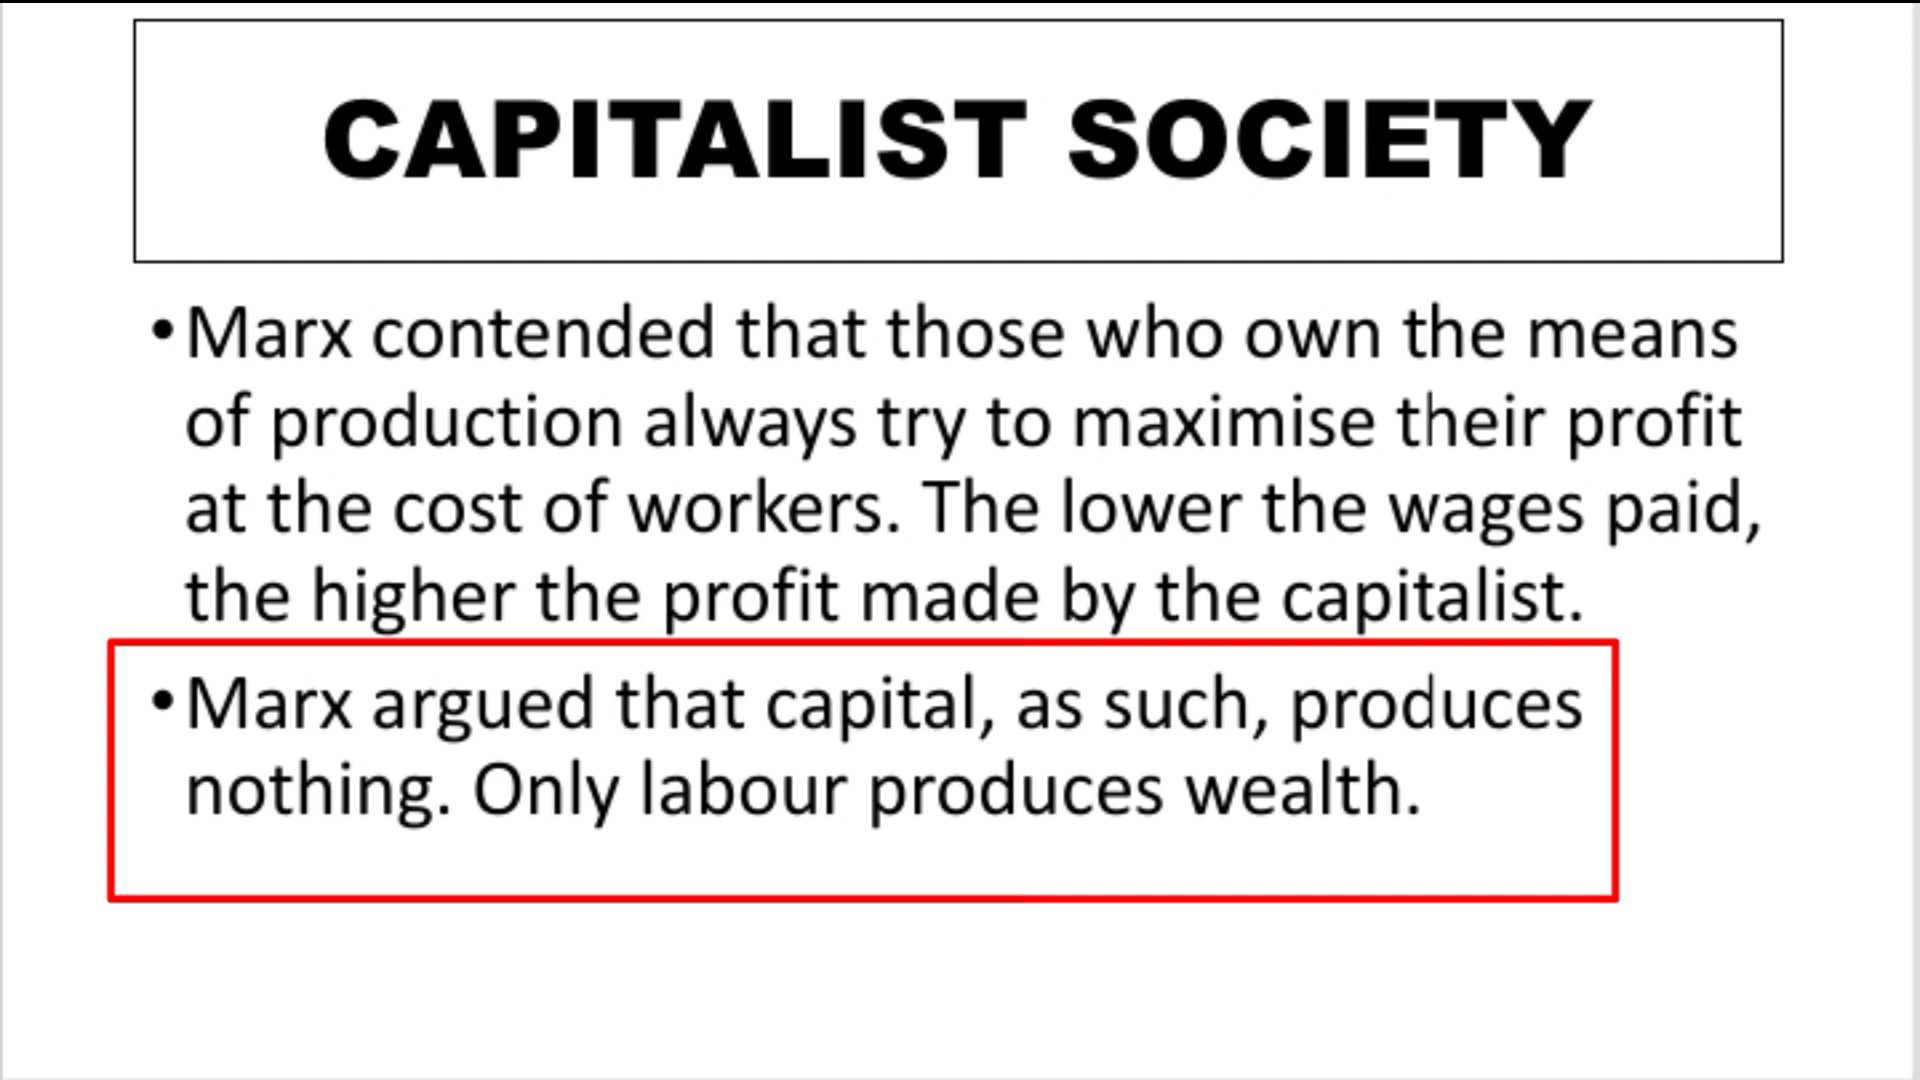 CAPITALIST SOCIETY
•Marx contended that those who own the means
of production always try to maximise their profit
at the cost of workers. The lower the wages paid,
the higher the profit made by the capitalist.
•Marx argued that capital, as such, produces
nothing. Only labour produces wealth.